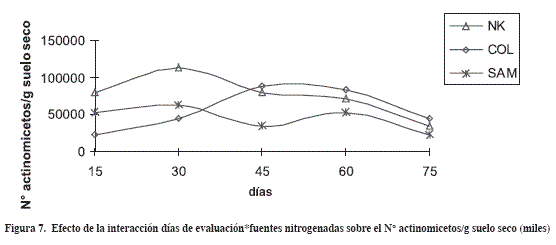 NK
COL
SAM
N° actinomicetos/g suelo seco
150000
100000
50000
0
15 30 45 60 75
días
Figura 7. Efecto de la interacción días de evaluación*fuentes nitrogenadas sobre el N° actinomicetos/g suelo seco (miles)